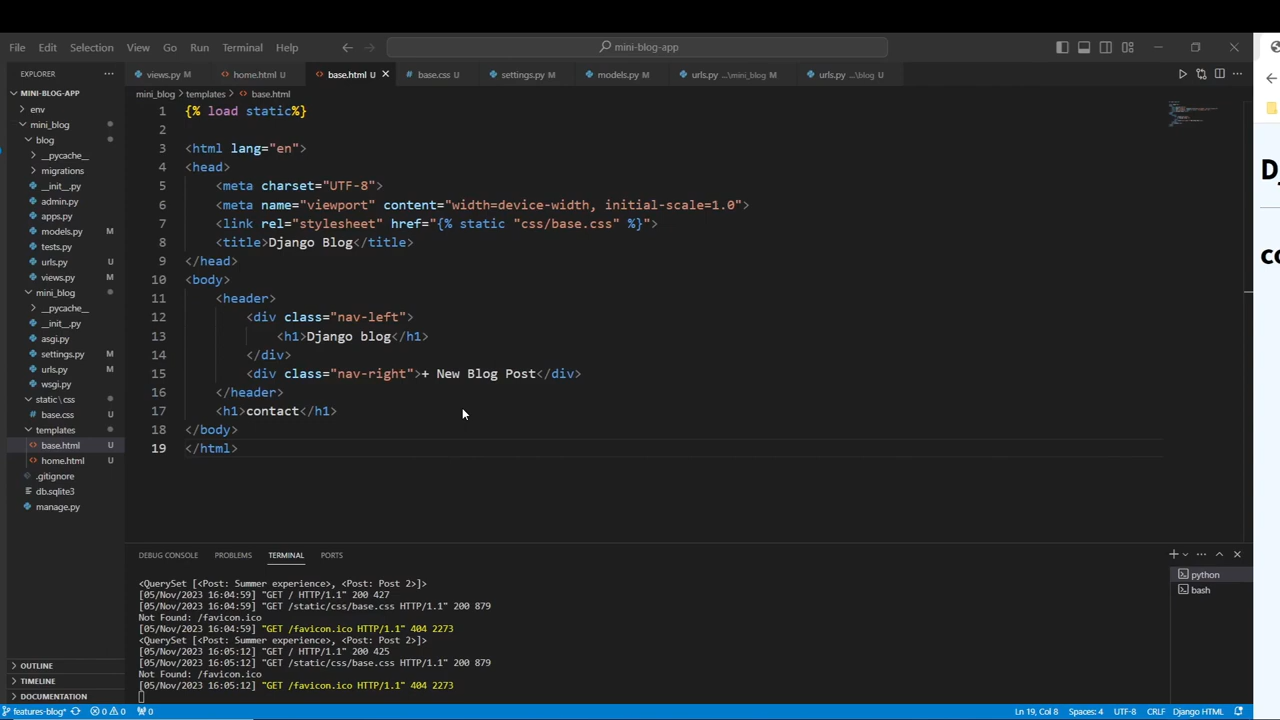 File Edit Selection View Go Run Terminal Help
mini-blog-app
EXPLORER
views.py M home.html U base.html U base.css U settings.py M models.py M urls.py ...\mini_blog M urls.py ...\blog U
MINI-BLOG-APP
mini_blog > templates > base.html
env
mini_blog
blog
__pycache__
migrations
__init__.py
admin.py
apps.py
models.py M
tests.py
urls.py U
views.py M
mini_blog
__pycache__
__init__.py
asgi.py
settings.py M
urls.py M
wsgi.py
static\css
base.css U
templates
base.html U
home.html U
.gitignore
db.sqlite3
manage.py
OUTLINE
TIMELINE
DOCUMENTATION
1 {% load static%}
2
3 <html lang="en">
4 <head>
5 <meta charset="UTF-8">
6 <meta name="viewport" content="width=device-width, initial-scale=1.0">
7 <link rel="stylesheet" href="{% static "css/base.css" %}">
8 <title>Django Blog</title>
9 </head>
10 <body>
11 <header>
12 <div class="nav-left">
13 <h1>Django blog</h1>
14 </div>
15 <div class="nav-right">+ New Blog Post</div>
16 </header>
17 <h1>contact</h1>
18 </body>
19 </html>
DEBUG CONSOLE PROBLEMS TERMINAL PORTS
<QuerySet [<Post: Summer experience>, <Post: Post 2>]>
[05/Nov/2023 16:04:59] "GET / HTTP/1.1" 200 427
[05/Nov/2023 16:04:59] "GET /static/css/base.css HTTP/1.1" 200 879
Not Found: /favicon.ico
[05/Nov/2023 16:04:59] "GET /favicon.ico HTTP/1.1" 404 2273
<QuerySet [<Post: Summer experience>, <Post: Post 2>]>
[05/Nov/2023 16:05:12] "GET / HTTP/1.1" 200 425
[05/Nov/2023 16:05:12] "GET /static/css/base.css HTTP/1.1" 200 879
Not Found: /favicon.ico
[05/Nov/2023 16:05:12] "GET /favicon.ico HTTP/1.1" 404 2273
python
bash
features-blog* 0 0 0 Ln 19, Col 8 Spaces: 4 UTF-8 CRLF Django HTML